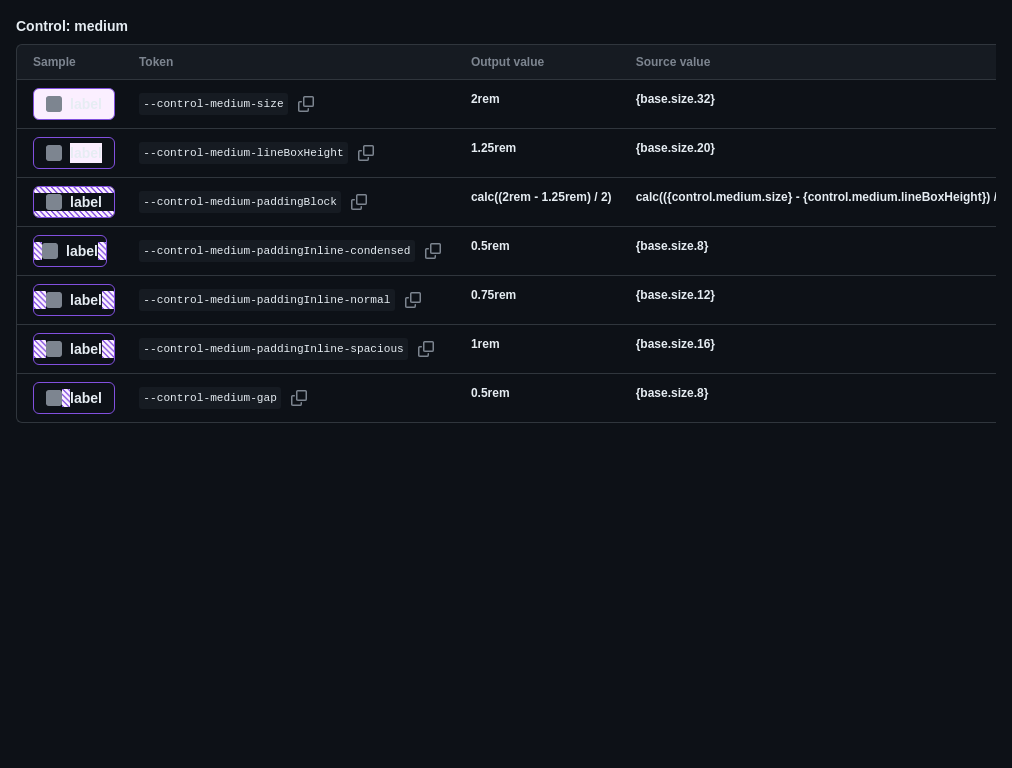 Control: medium
Sample Token Output value Source value
label --control-medium-size 2rem {base.size.32}
label --control-medium-lineBoxHeight 1.25rem {base.size.20}
label --control-medium-paddingBlock calc((2rem - 1.25rem) / 2) calc(({control.medium.size} - {control.medium.lineBoxHeight}) /
label --control-medium-paddingInline-condensed 0.5rem {base.size.8}
label --control-medium-paddingInline-normal 0.75rem {base.size.12}
label --control-medium-paddingInline-spacious 1rem {base.size.16}
label --control-medium-gap 0.5rem {base.size.8}